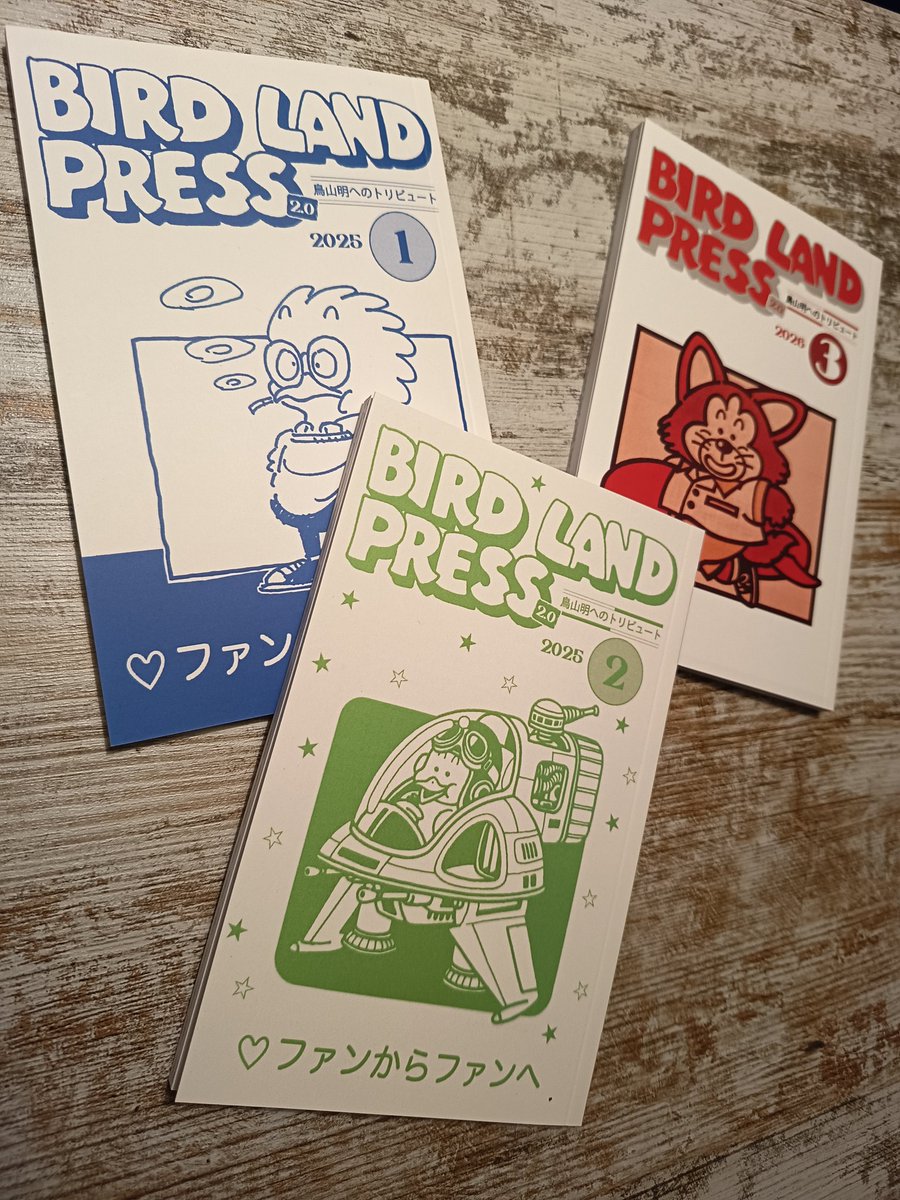 BIRD LAND
PRESS 2.0
鳥山明へのトリビュート
2025 1
♡ファン
BIRD LAND
PRESS 2.0
鳥山明へのトリビュート
2026 3
BIRD LAND
PRESS 2.0
鳥山明へのトリビュート
2025 2
♡ファンからファンへ